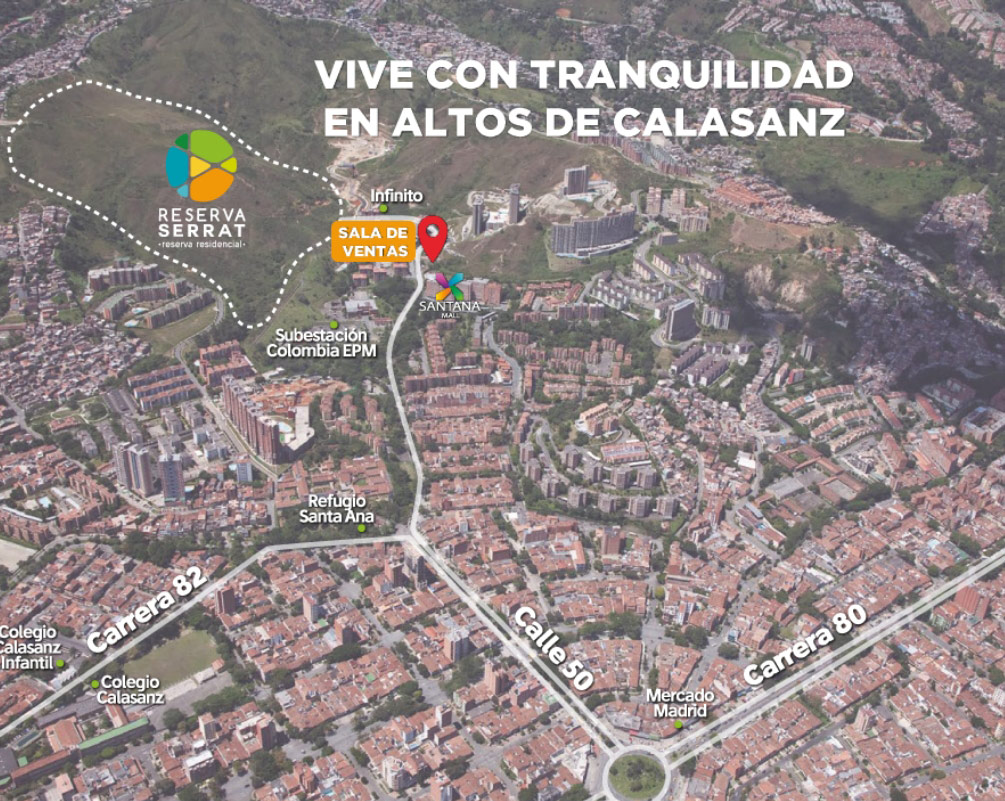 VIVE CON TRANQUILIDAD
EN ALTOS DE CALASANZ
RESERVA
SERRAT
-reserva residencial-
Infinito
SALA DE
VENTAS
SANTANA
MALL
Subestación
Colombia EPM
Refugio
Santa Ana
Carrera 82
Calle 50
Carrera 80
Colegio
Calasanz
Infantil
Colegio
Calasanz
Mercado
Madrid